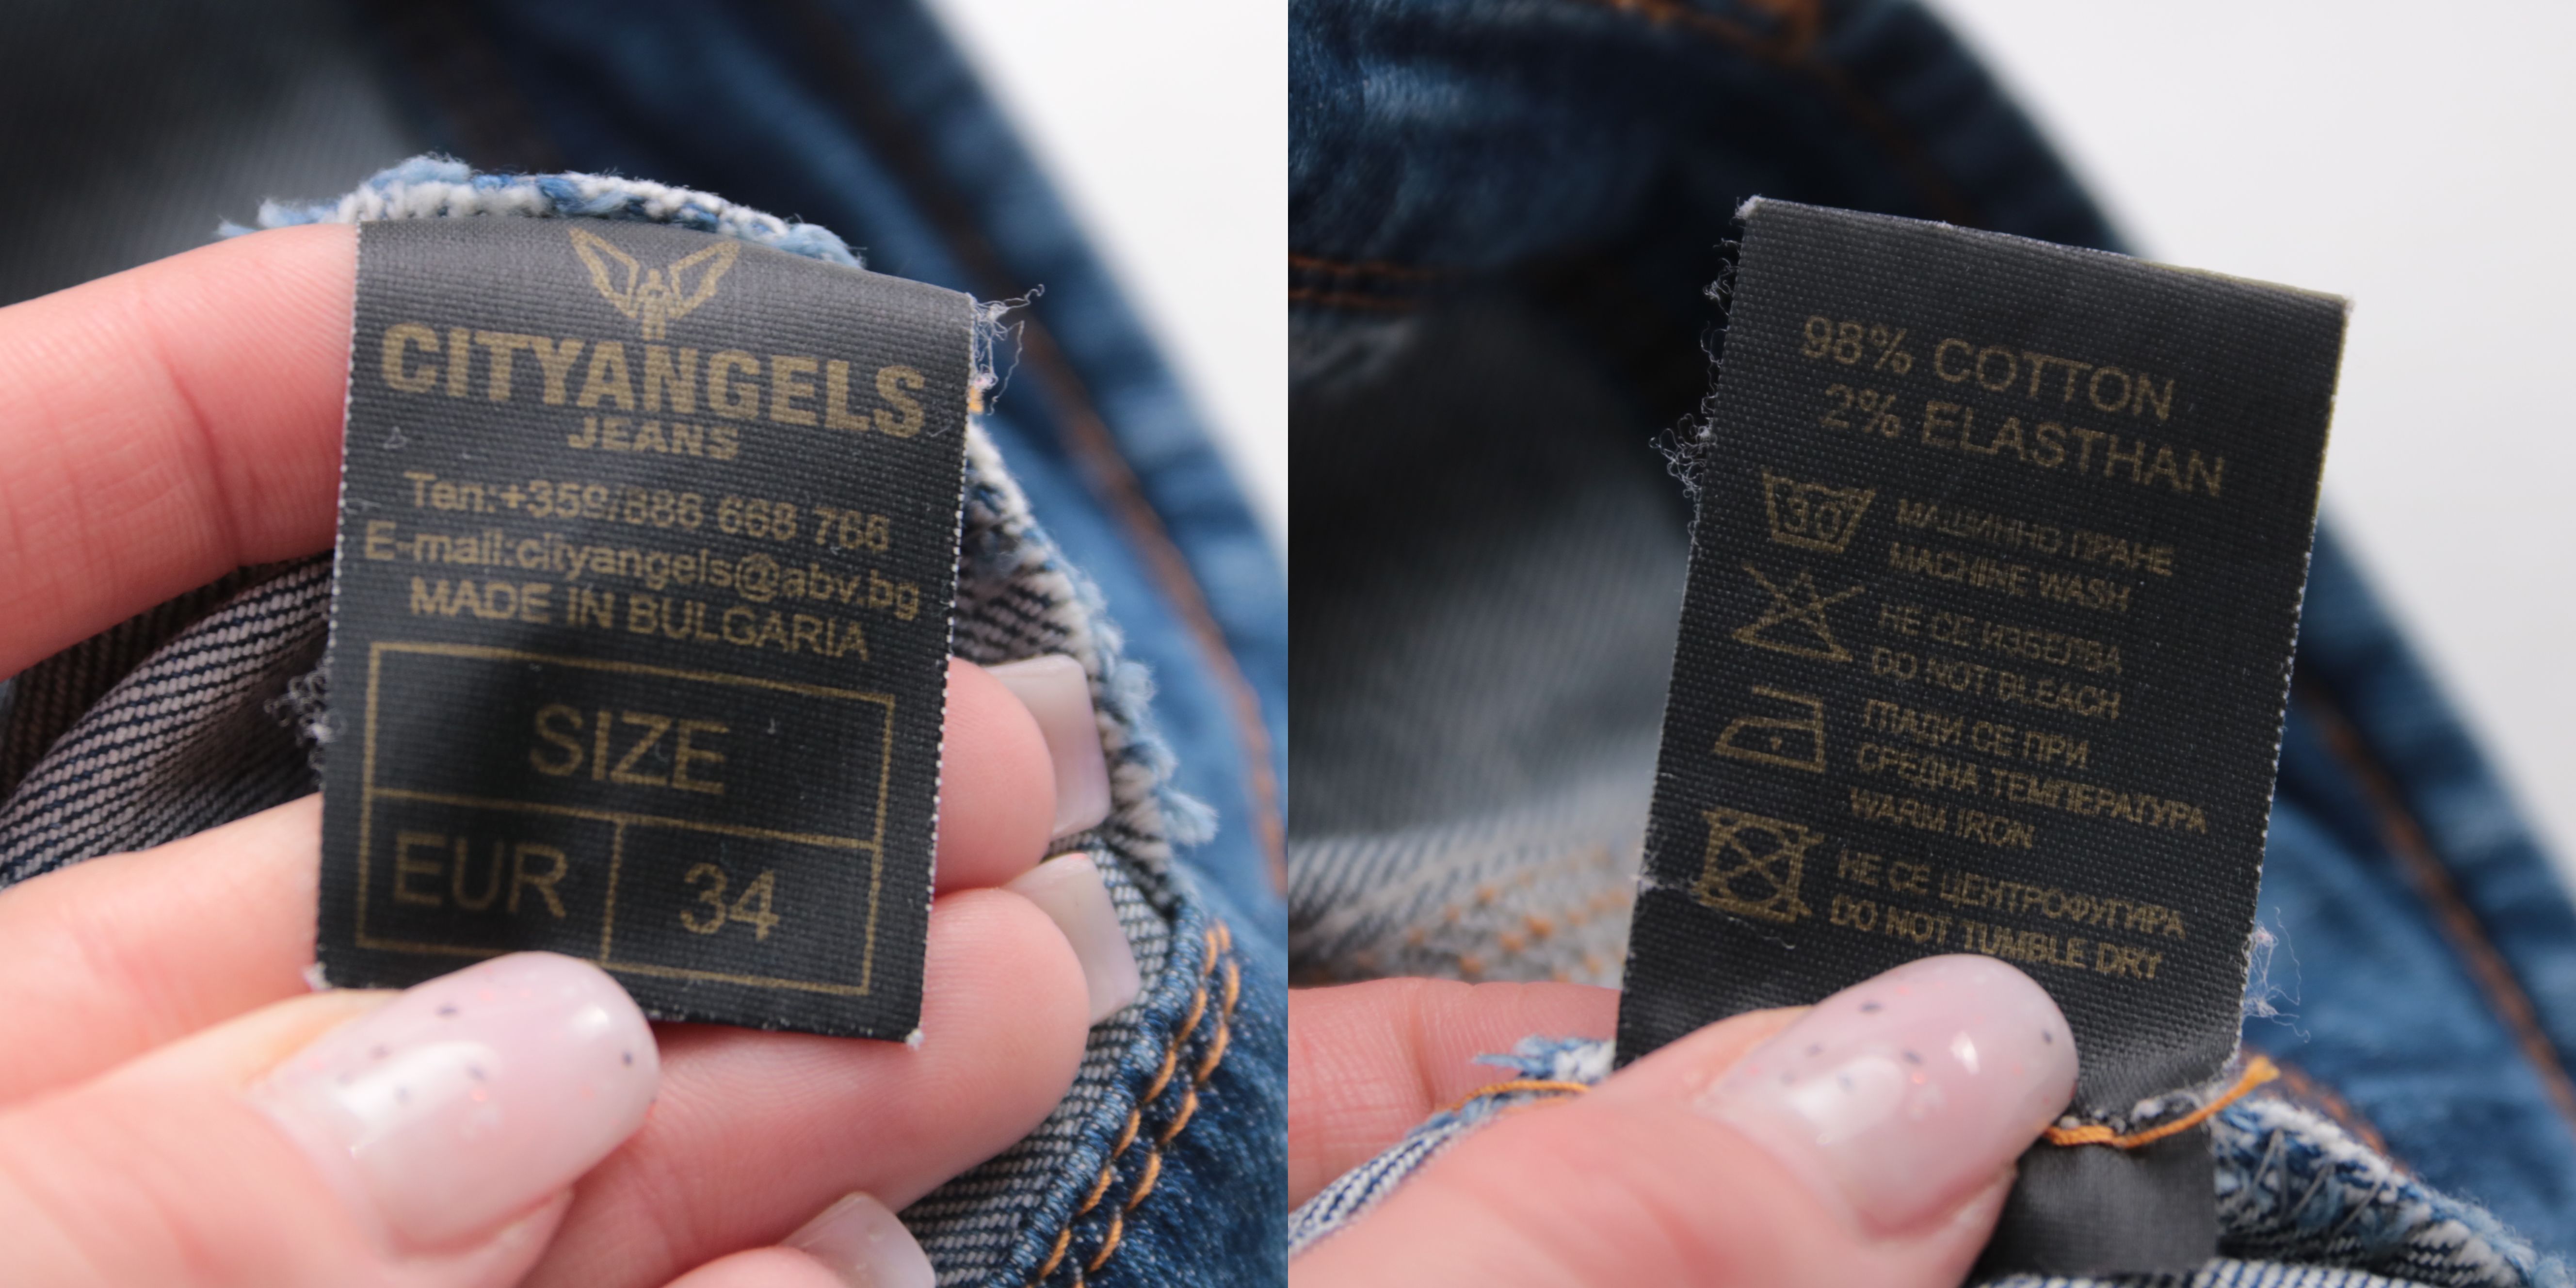 CITYANGELS
JEANS
Тел:+359/886 668 768
E-mail:cityangels@abv.bg
MADE IN BULGARIA
SIZE
EUR 34
98% COTTON
2% ELASTHAN
30
МАШИННО ПРАНЕ
MACHINE WASH
НЕ СЕ ИЗБЕЛВА
DO NOT BLEACH
ГЛАДИ СЕ ПРИ
СРЕДНА ТЕМПЕРАТУРА
WARM IRON
НЕ СЕ ЦЕНТРОФУГИРА
DO NOT TUMBLE DRY